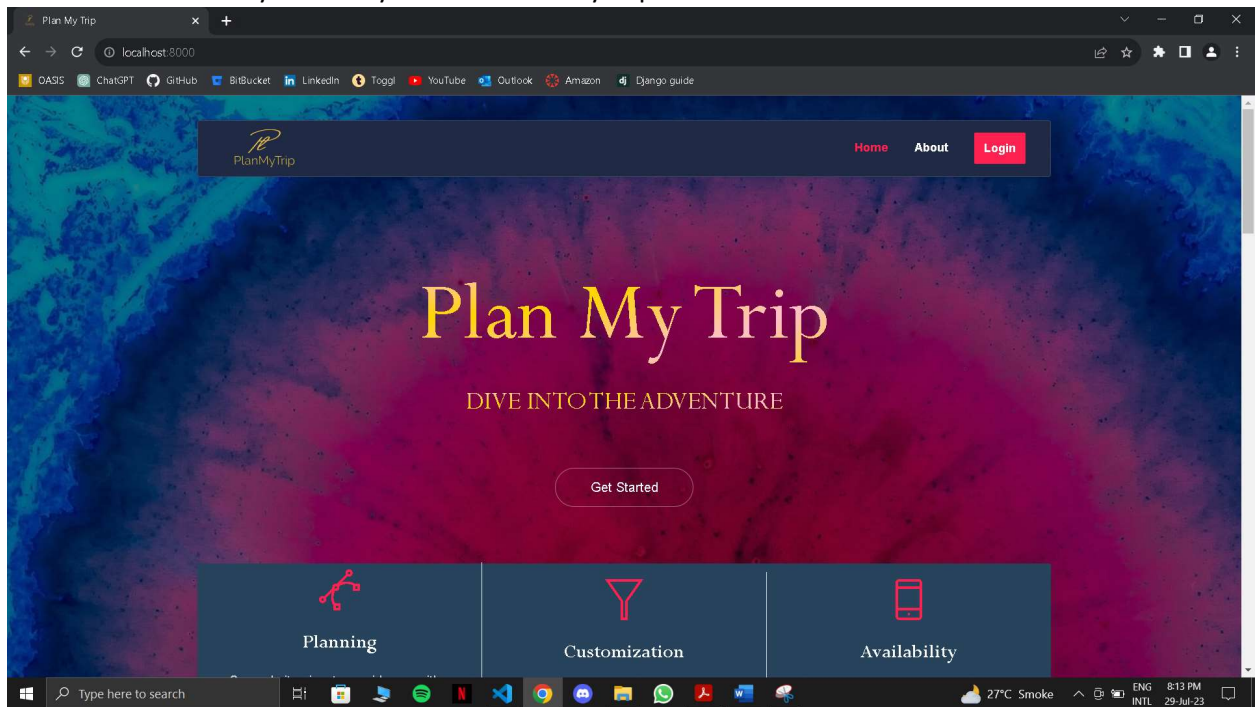 Plan My Trip
localhost:8000
OASIS ChatGPT GitHub BitBucket LinkedIn Toggl YouTube Outlook Amazon Django guide
PlanMyTrip
Home About Login
Plan My Trip
DIVE INTO THE ADVENTURE
Get Started
Planning
Customization
Availability
Type here to search
27°C Smoke
ENG
INTL
8:13 PM
29-Jul-23